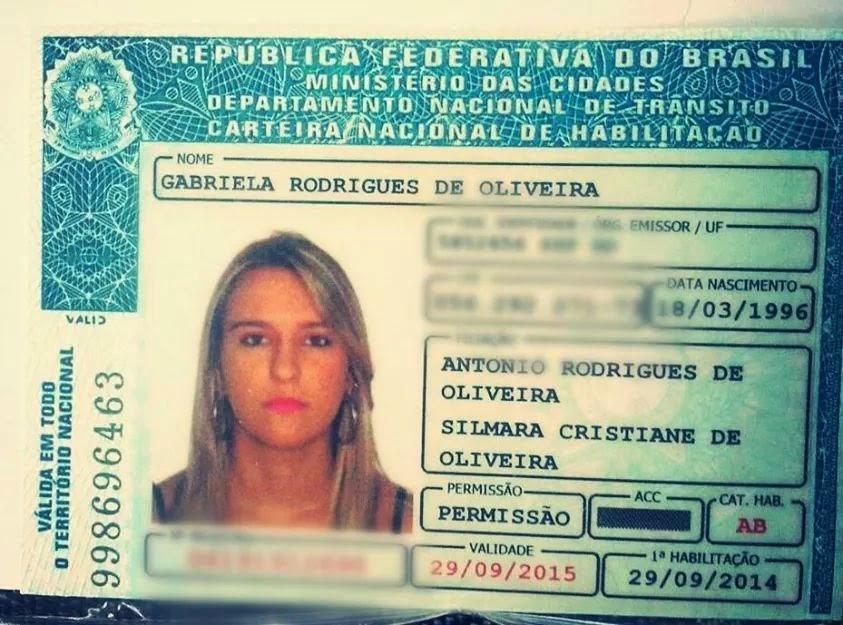 REPÚBLICA FEDERATIVA DO BRASIL
MINISTÉRIO DAS CIDADES
DEPARTAMENTO NACIONAL DE TRÂNSITO
CARTEIRA NACIONAL DE HABILITAÇÃO
NOME
GABRIELA RODRIGUES DE OLIVEIRA
EMISSOR / UF
DATA NASCIMENTO
18/03/1996
ANTONIO RODRIGUES DE
OLIVEIRA
SILMARA CRISTIANE DE
OLIVEIRA
PERMISSÃO
ACC
CAT. HAB.
PERMISSÃO
AB
VALIDADE
1ª HABILITAÇÃO
29/09/2015
29/09/2014
VÁLIDA EM TODO
O TERRITÓRIO NACIONAL
998696463